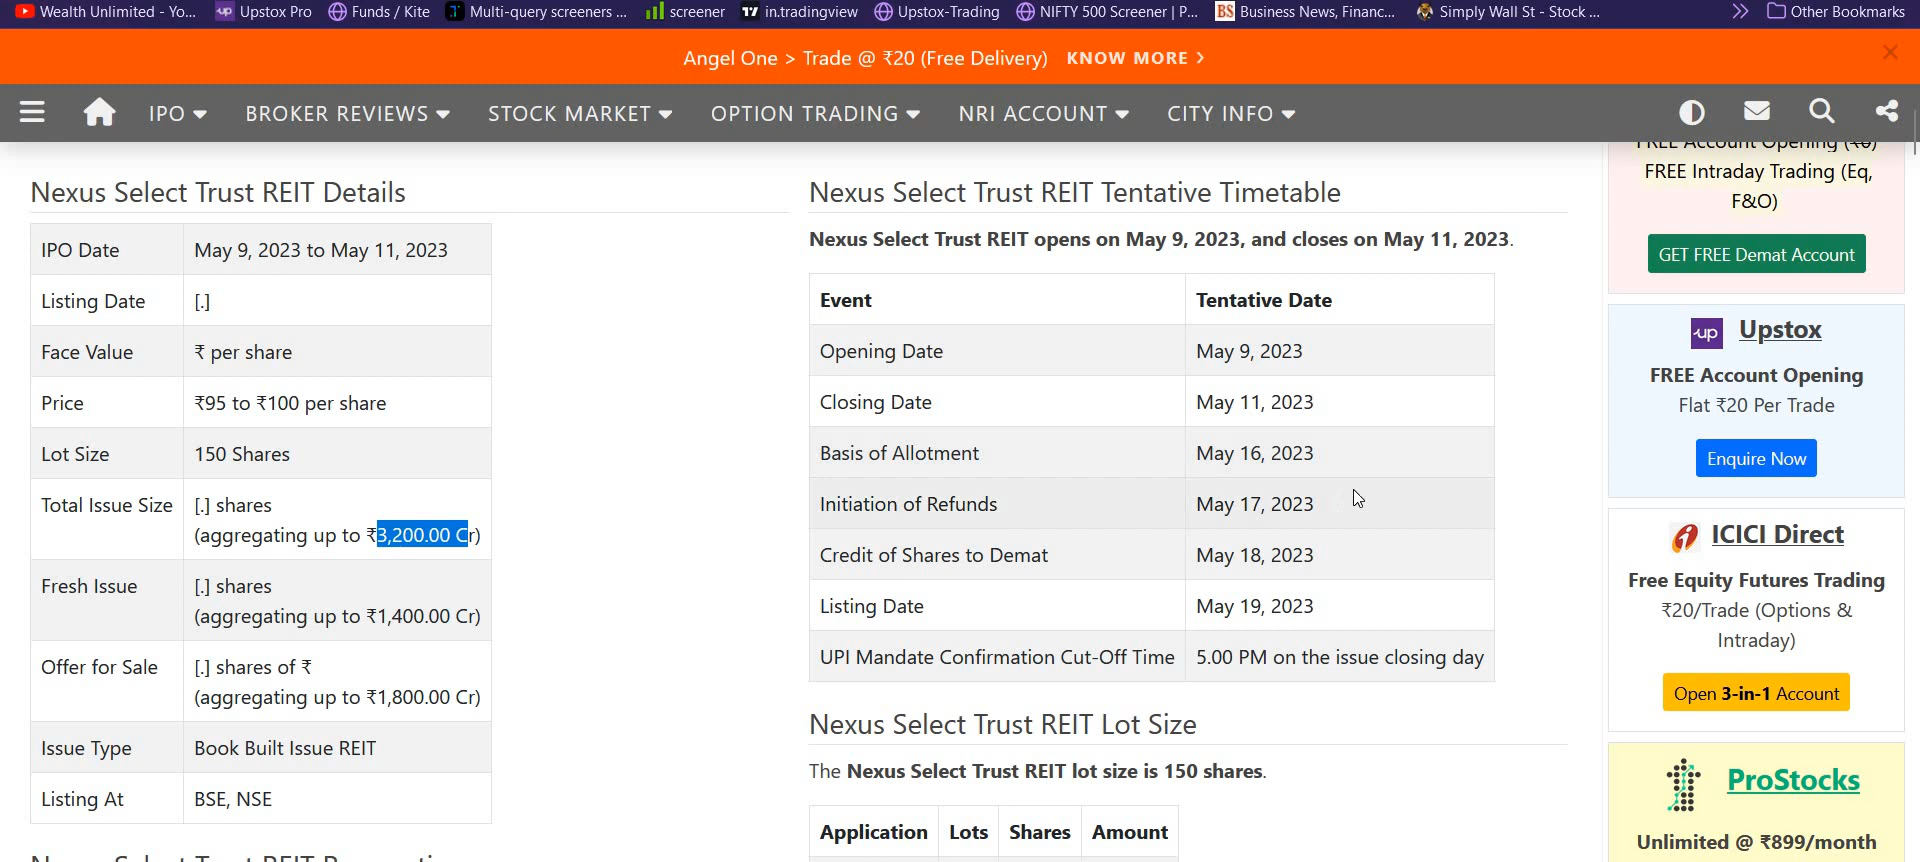 Wealth Unlimited - Yo... Upstox Pro Funds / Kite Multi-query screeners ... screener in.tradingview Upstox-Trading NIFTY 500 Screener | P... BS Business News, Financ... Simply Wall St - Stock ... Other Bookmarks
Angel One > Trade @ ₹20 (Free Delivery) KNOW MORE
IPO BROKER REVIEWS STOCK MARKET OPTION TRADING NRI ACCOUNT CITY INFO
Nexus Select Trust REIT Details
IPO Date May 9, 2023 to May 11, 2023
Listing Date [.]
Face Value ₹ per share
Price ₹95 to ₹100 per share
Lot Size 150 Shares
Total Issue Size [.] shares
(aggregating up to ₹3,200.00 Cr)
Fresh Issue [.] shares
(aggregating up to ₹1,400.00 Cr)
Offer for Sale [.] shares of ₹
(aggregating up to ₹1,800.00 Cr)
Issue Type Book Built Issue REIT
Listing At BSE, NSE
Nexus Select Trust REIT Tentative Timetable
Nexus Select Trust REIT opens on May 9, 2023, and closes on May 11, 2023.
Event Tentative Date
Opening Date May 9, 2023
Closing Date May 11, 2023
Basis of Allotment May 16, 2023
Initiation of Refunds May 17, 2023
Credit of Shares to Demat May 18, 2023
Listing Date May 19, 2023
UPI Mandate Confirmation Cut-Off Time 5.00 PM on the issue closing day
Nexus Select Trust REIT Lot Size
The Nexus Select Trust REIT lot size is 150 shares.
Application Lots Shares Amount
FREE Account Opening
FREE Intraday Trading (Eq,
F&O)
GET FREE Demat Account
up Upstox
FREE Account Opening
Flat ₹20 Per Trade
Enquire Now
ICICI Direct
Free Equity Futures Trading
₹20/Trade (Options &
Intraday)
Open 3-in-1 Account
ProStocks
Unlimited @ ₹899/month